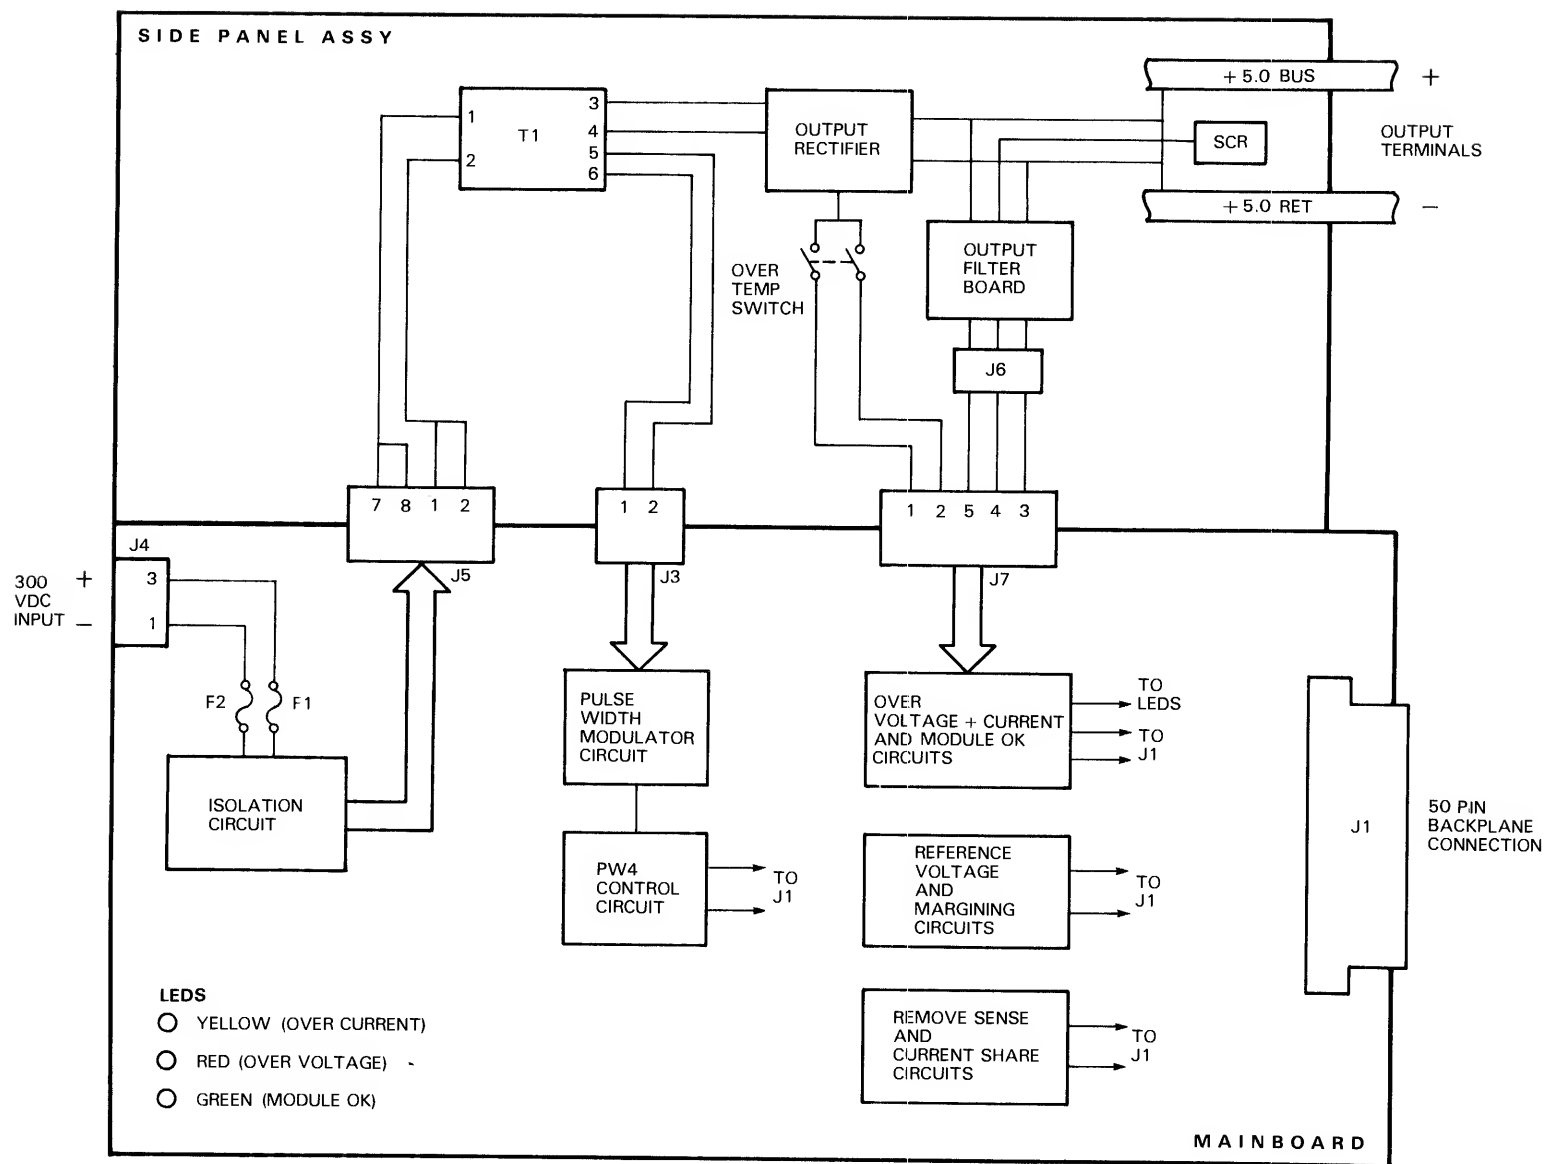 SIDE PANEL ASSY
+ 5.0 BUS
+
OUTPUT
TERMINALS
SCR
+ 5.0 RET
−
1
2
T1
3
4
5
6
OUTPUT
RECTIFIER
OVER
TEMP
SWITCH
OUTPUT
FILTER
BOARD
J6
7 8 1 2
J5
1 2
J3
1 2 5 4 3
J7
J4
300
VDC
INPUT
+
−
3
1
F2
F1
ISOLATION
CIRCUIT
PULSE
WIDTH
MODULATOR
CIRCUIT
PW4
CONTROL
CIRCUIT
TO
J1
OVER
VOLTAGE + CURRENT
AND MODULE OK
CIRCUITS
TO
LEDS
TO
J1
REFERENCE
VOLTAGE
AND
MARGINING
CIRCUITS
TO
J1
REMOVE SENSE
AND
CURRENT SHARE
CIRCUITS
TO
J1
J1
50 PIN
BACKPLANE
CONNECTION
LEDS
YELLOW (OVER CURRENT)
RED (OVER VOLTAGE)
GREEN (MODULE OK)
MAINBOARD